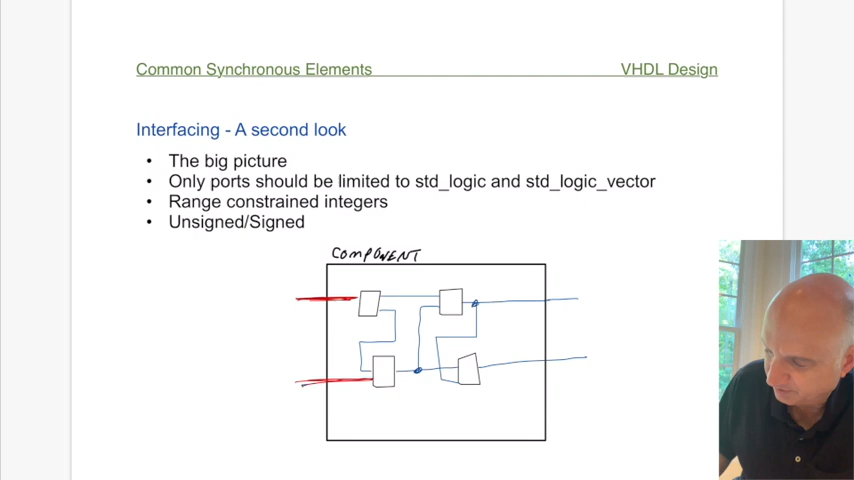 Common Synchronous Elements VHDL Design
Interfacing - A second look
• The big picture
• Only ports should be limited to std_logic and std_logic_vector
• Range constrained integers
• Unsigned/Signed
COMPONENT